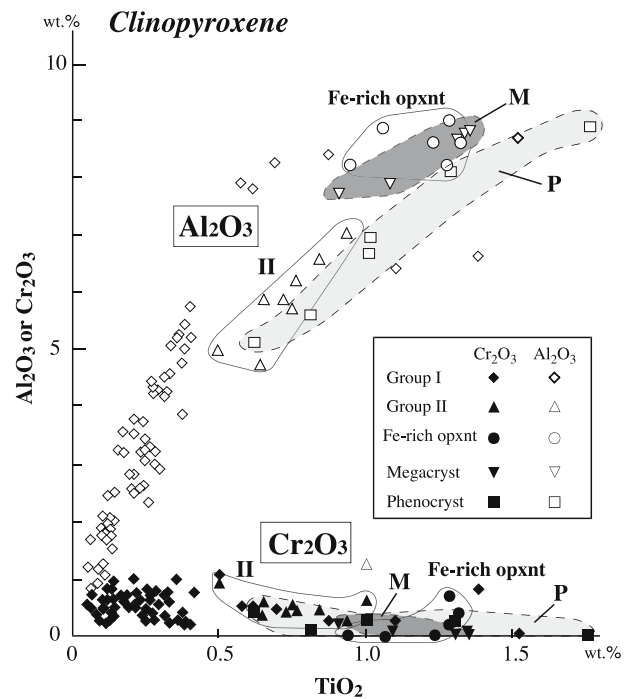 wt.%
Clinopyroxene
10
Fe-rich opxnt
M
P
Al2O3
II
Al2O3 or Cr2O3
5
Cr2O3 Al2O3
Group I
Group II
Fe-rich opxnt
Megacryst
Phenocryst
Cr2O3
II
M
Fe-rich opxnt
P
0
0
0.5
1.0
1.5
wt.%
TiO2